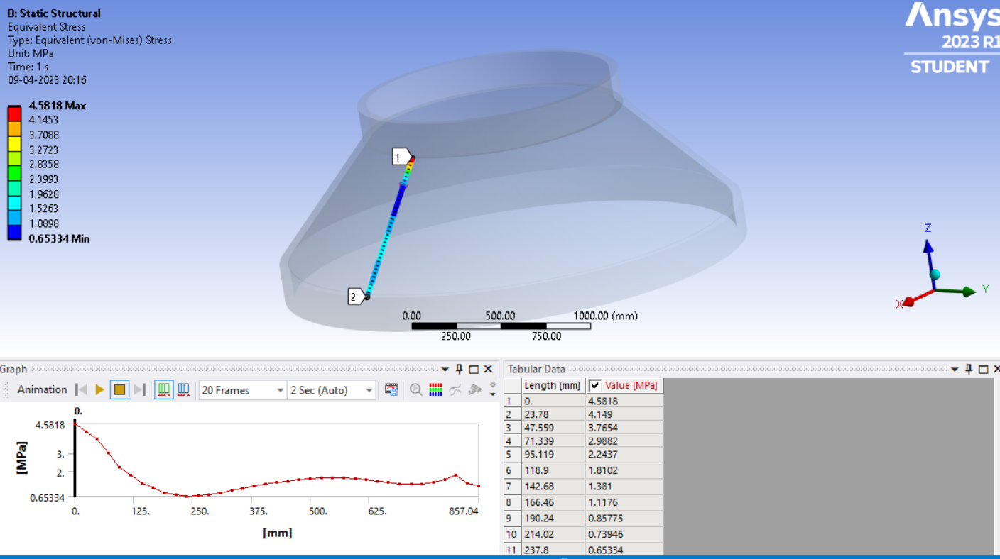 B: Static Structural
Equivalent Stress
Type: Equivalent (von-Mises) Stress
Unit: MPa
Time: 1 s
09-04-2023 20:16
4.5818 Max
4.1453
3.7088
3.2723
2.8358
2.3993
1.9628
1.5263
1.0898
0.65334 Min
Ansys
2023 R1
STUDENT
1
2
0.00 500.00 1000.00 (mm)
250.00 750.00
Z
Y
X
Graph
Animation 20 Frames 2 Sec (Auto)
0.
4.5818
3.
2.
0.65334
[MPa]
0. 125. 250. 375. 500. 625. 857.04
[mm]
Tabular Data
Length [mm] Value [MPa]
1 0. 4.5818
2 23.78 4.149
3 47.559 3.7654
4 71.339 2.9882
5 95.119 2.2437
6 118.9 1.8102
7 142.68 1.381
8 166.46 1.1176
9 190.24 0.85775
10 214.02 0.73946
11 237.8 0.65334